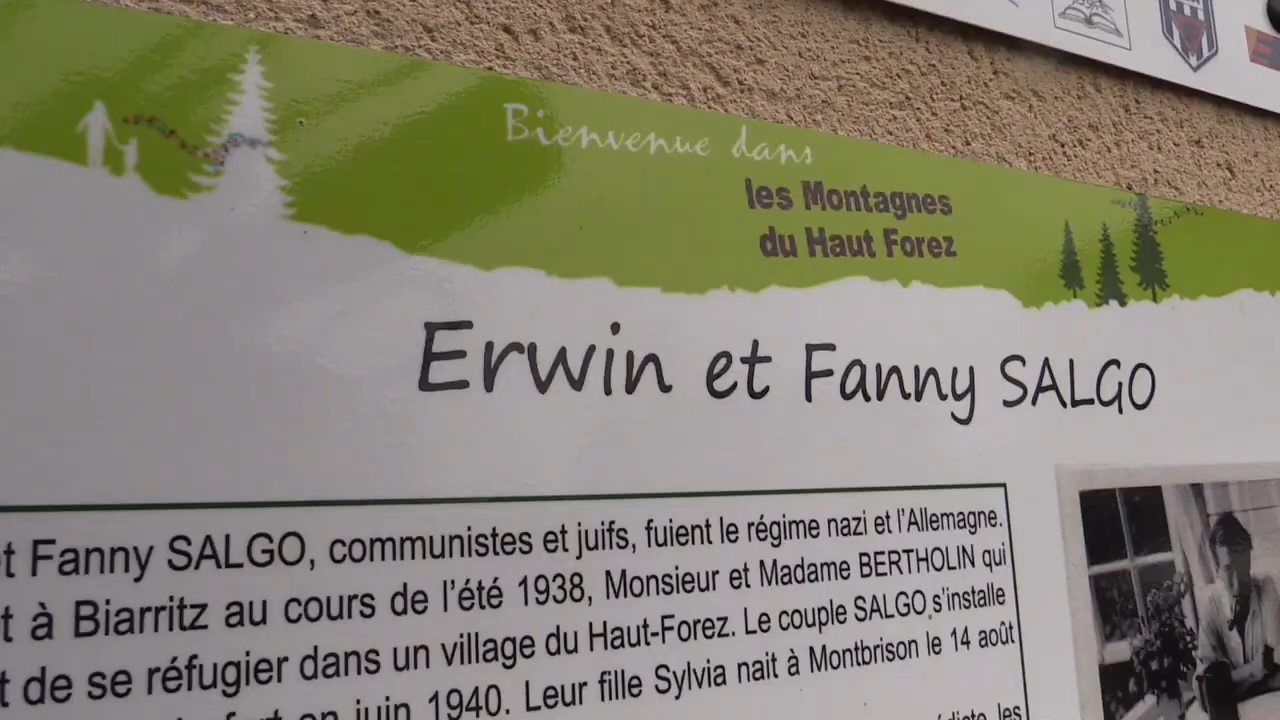 Bienvenue dans
les Montagnes
du Haut Forez
Erwin et Fanny SALGO
t Fanny SALGO, communistes et juifs, fuient le régime nazi et l'Allemagne.
t à Biarritz au cours de l'été 1938, Monsieur et Madame BERTHOLIN qui
t de se réfugier dans un village du Haut-Forez. Le couple SALGO s'installe
en juin 1940. Leur fille Sylvia nait à Montbrison le 14 août
les